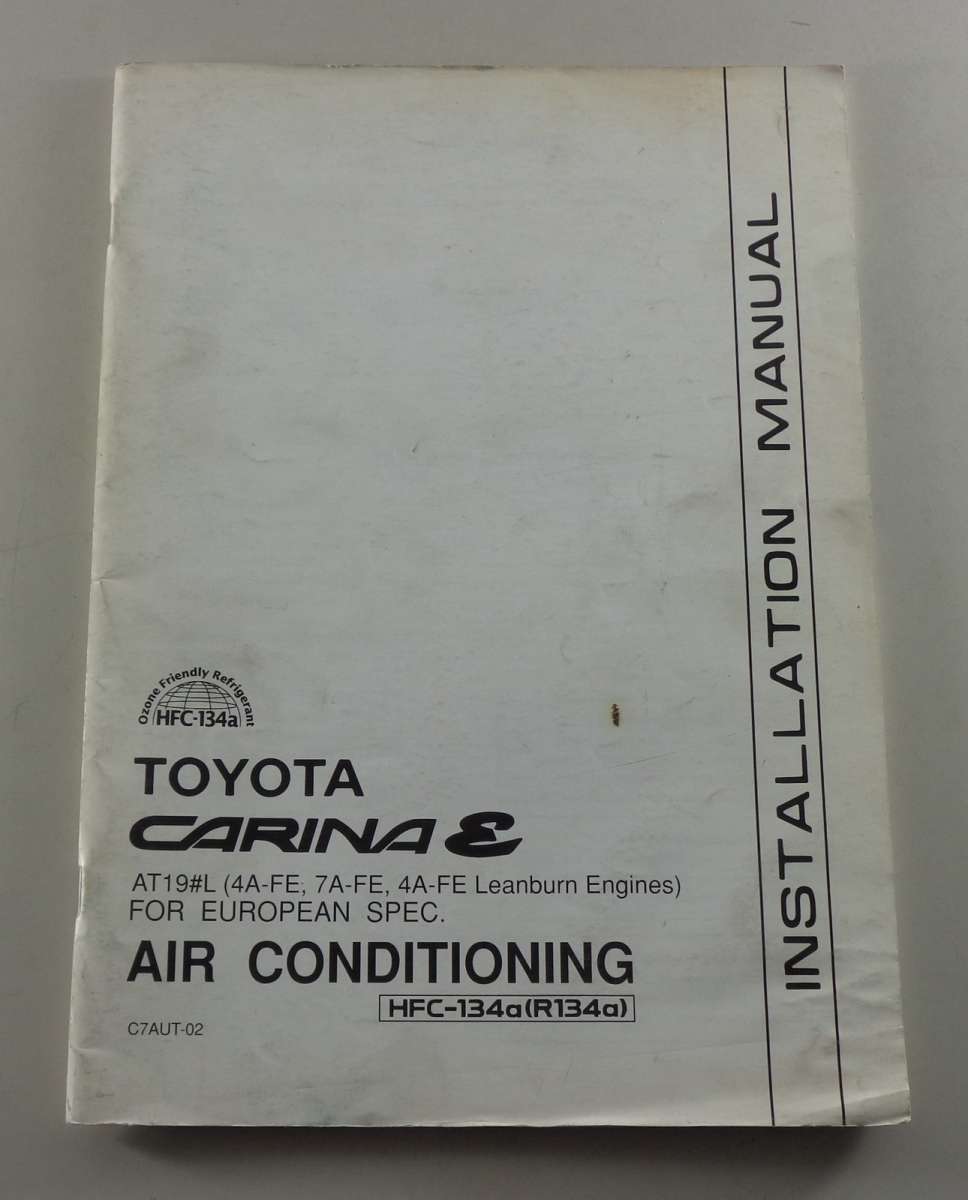 INSTALLATION MANUAL
Ozone Friendly Refrigerant
HFC-134a
TOYOTA
CARINA E
AT19#L (4A-FE, 7A-FE, 4A-FE Leanburn Engines)
FOR EUROPEAN SPEC.
AIR CONDITIONING
HFC-134a(R134a)
C7AUT-02